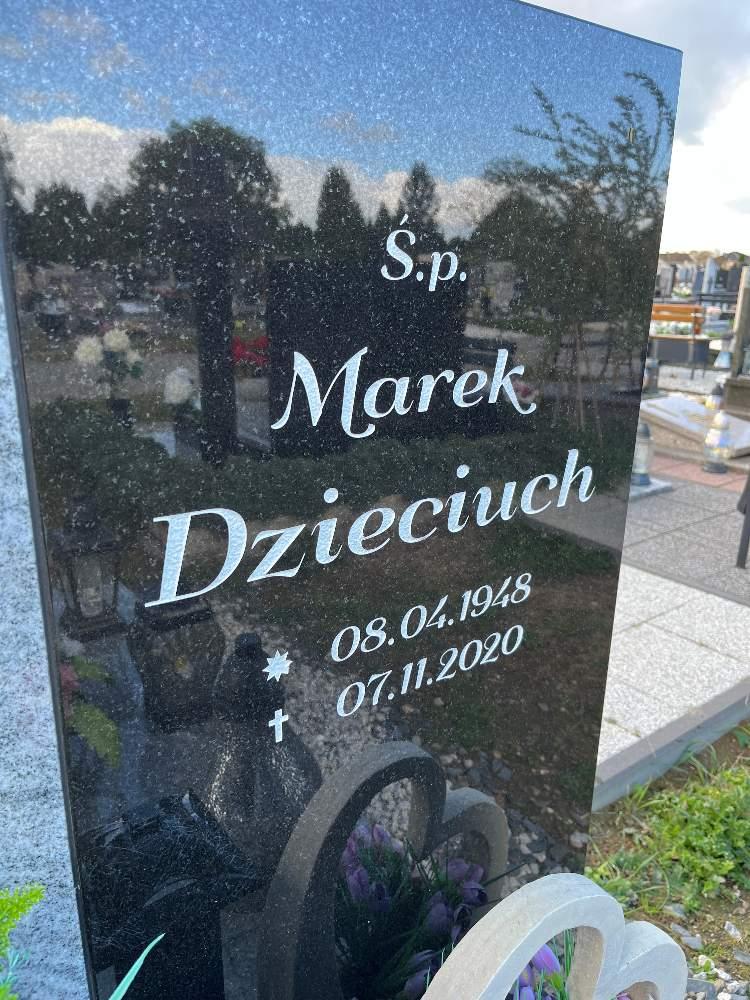 Ś.p.
Marek
Dzieciuch
08.04.1948
07.11.2020